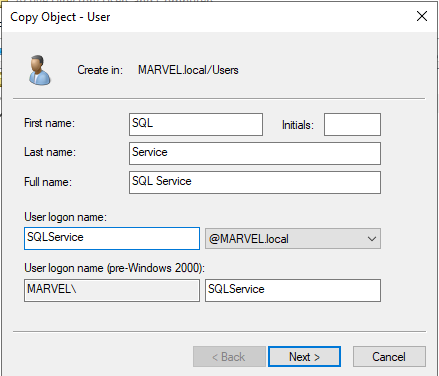 Copy Object - User
Create in: MARVEL.local/Users
First name: SQL Initials:
Last name: Service
Full name: SQL Service
User logon name:
SQLService @MARVEL.local
User logon name (pre-Windows 2000):
MARVEL\ SQLService
< Back Next > Cancel